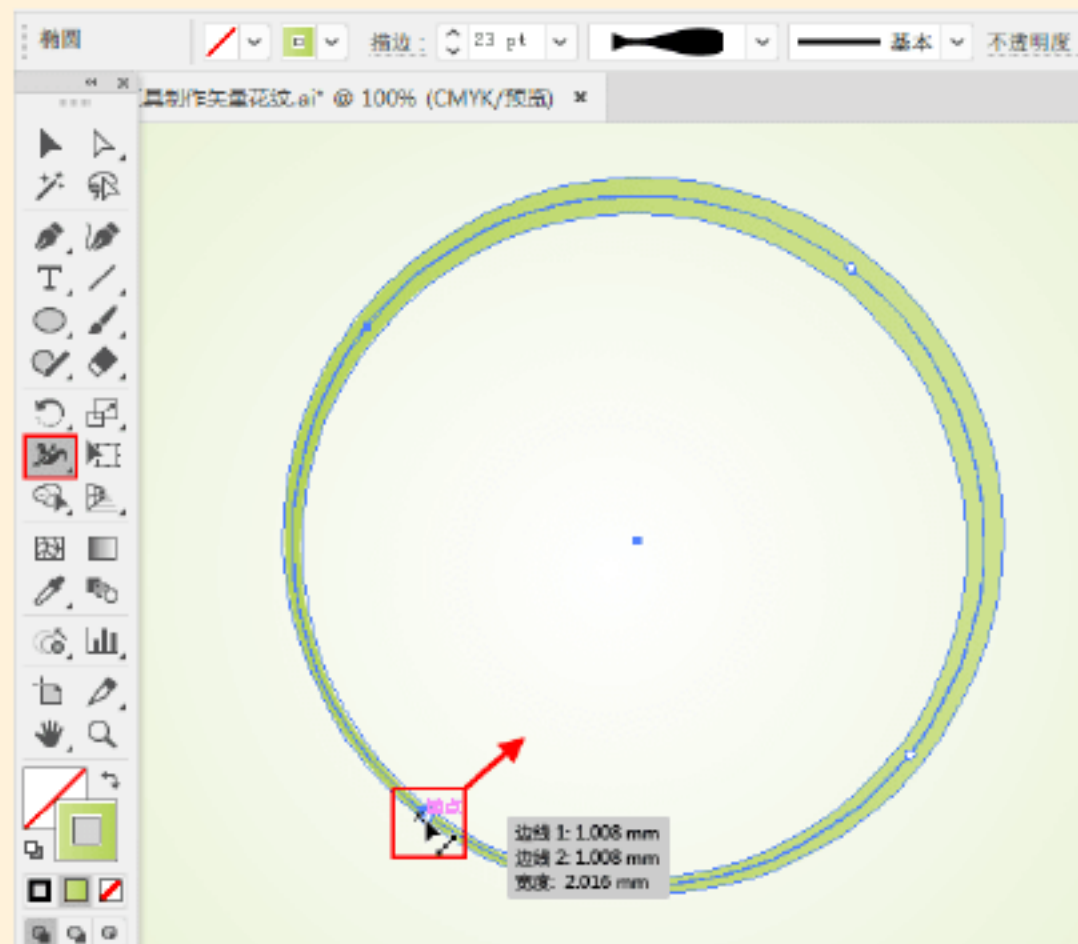 椭圆
描边: 23 pt 基本 不透明度
具制作矢量花纹.ai* @ 100% (CMYK/预览)
锚点
边线 1: 1.008 mm
边线 2: 1.008 mm
宽度: 2.016 mm